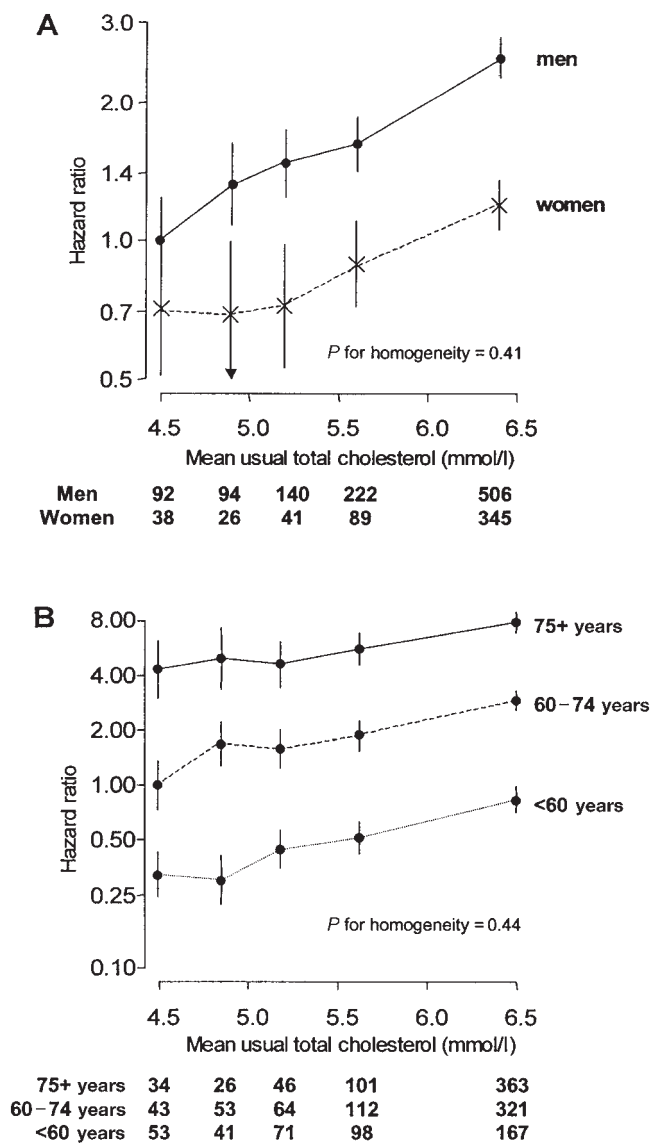 A
3.0
men
2.0
Hazard ratio
1.4
women
1.0
0.7
P for homogeneity = 0.41
0.5
4.5 5.0 5.5 6.0 6.5
Mean usual total cholesterol (mmol/l)
Men 92 94 140 222 506
Women 38 26 41 89 345
B
8.00
75+ years
4.00
60–74 years
2.00
1.00
<60 years
Hazard ratio
0.50
0.25
P for homogeneity = 0.44
0.10
4.5 5.0 5.5 6.0 6.5
Mean usual total cholesterol (mmol/l)
75+ years 34 26 46 101 363
60–74 years 43 53 64 112 321
<60 years 53 41 71 98 167